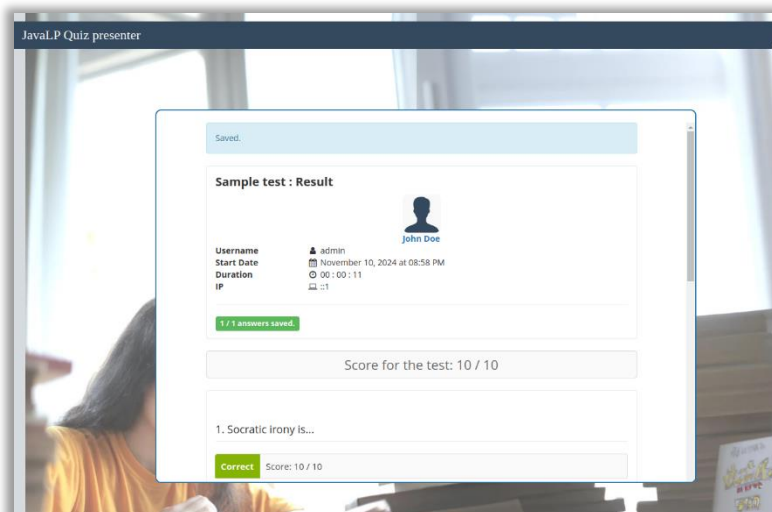 JavaLP Quiz presenter
Saved.
Sample test : Result
John Doe
Username admin
Start Date November 10, 2024 at 08:58 PM
Duration 00 : 00 : 11
IP ::1
1 / 1 answers saved.
Score for the test: 10 / 10
1. Socratic irony is...
Correct Score: 10 / 10